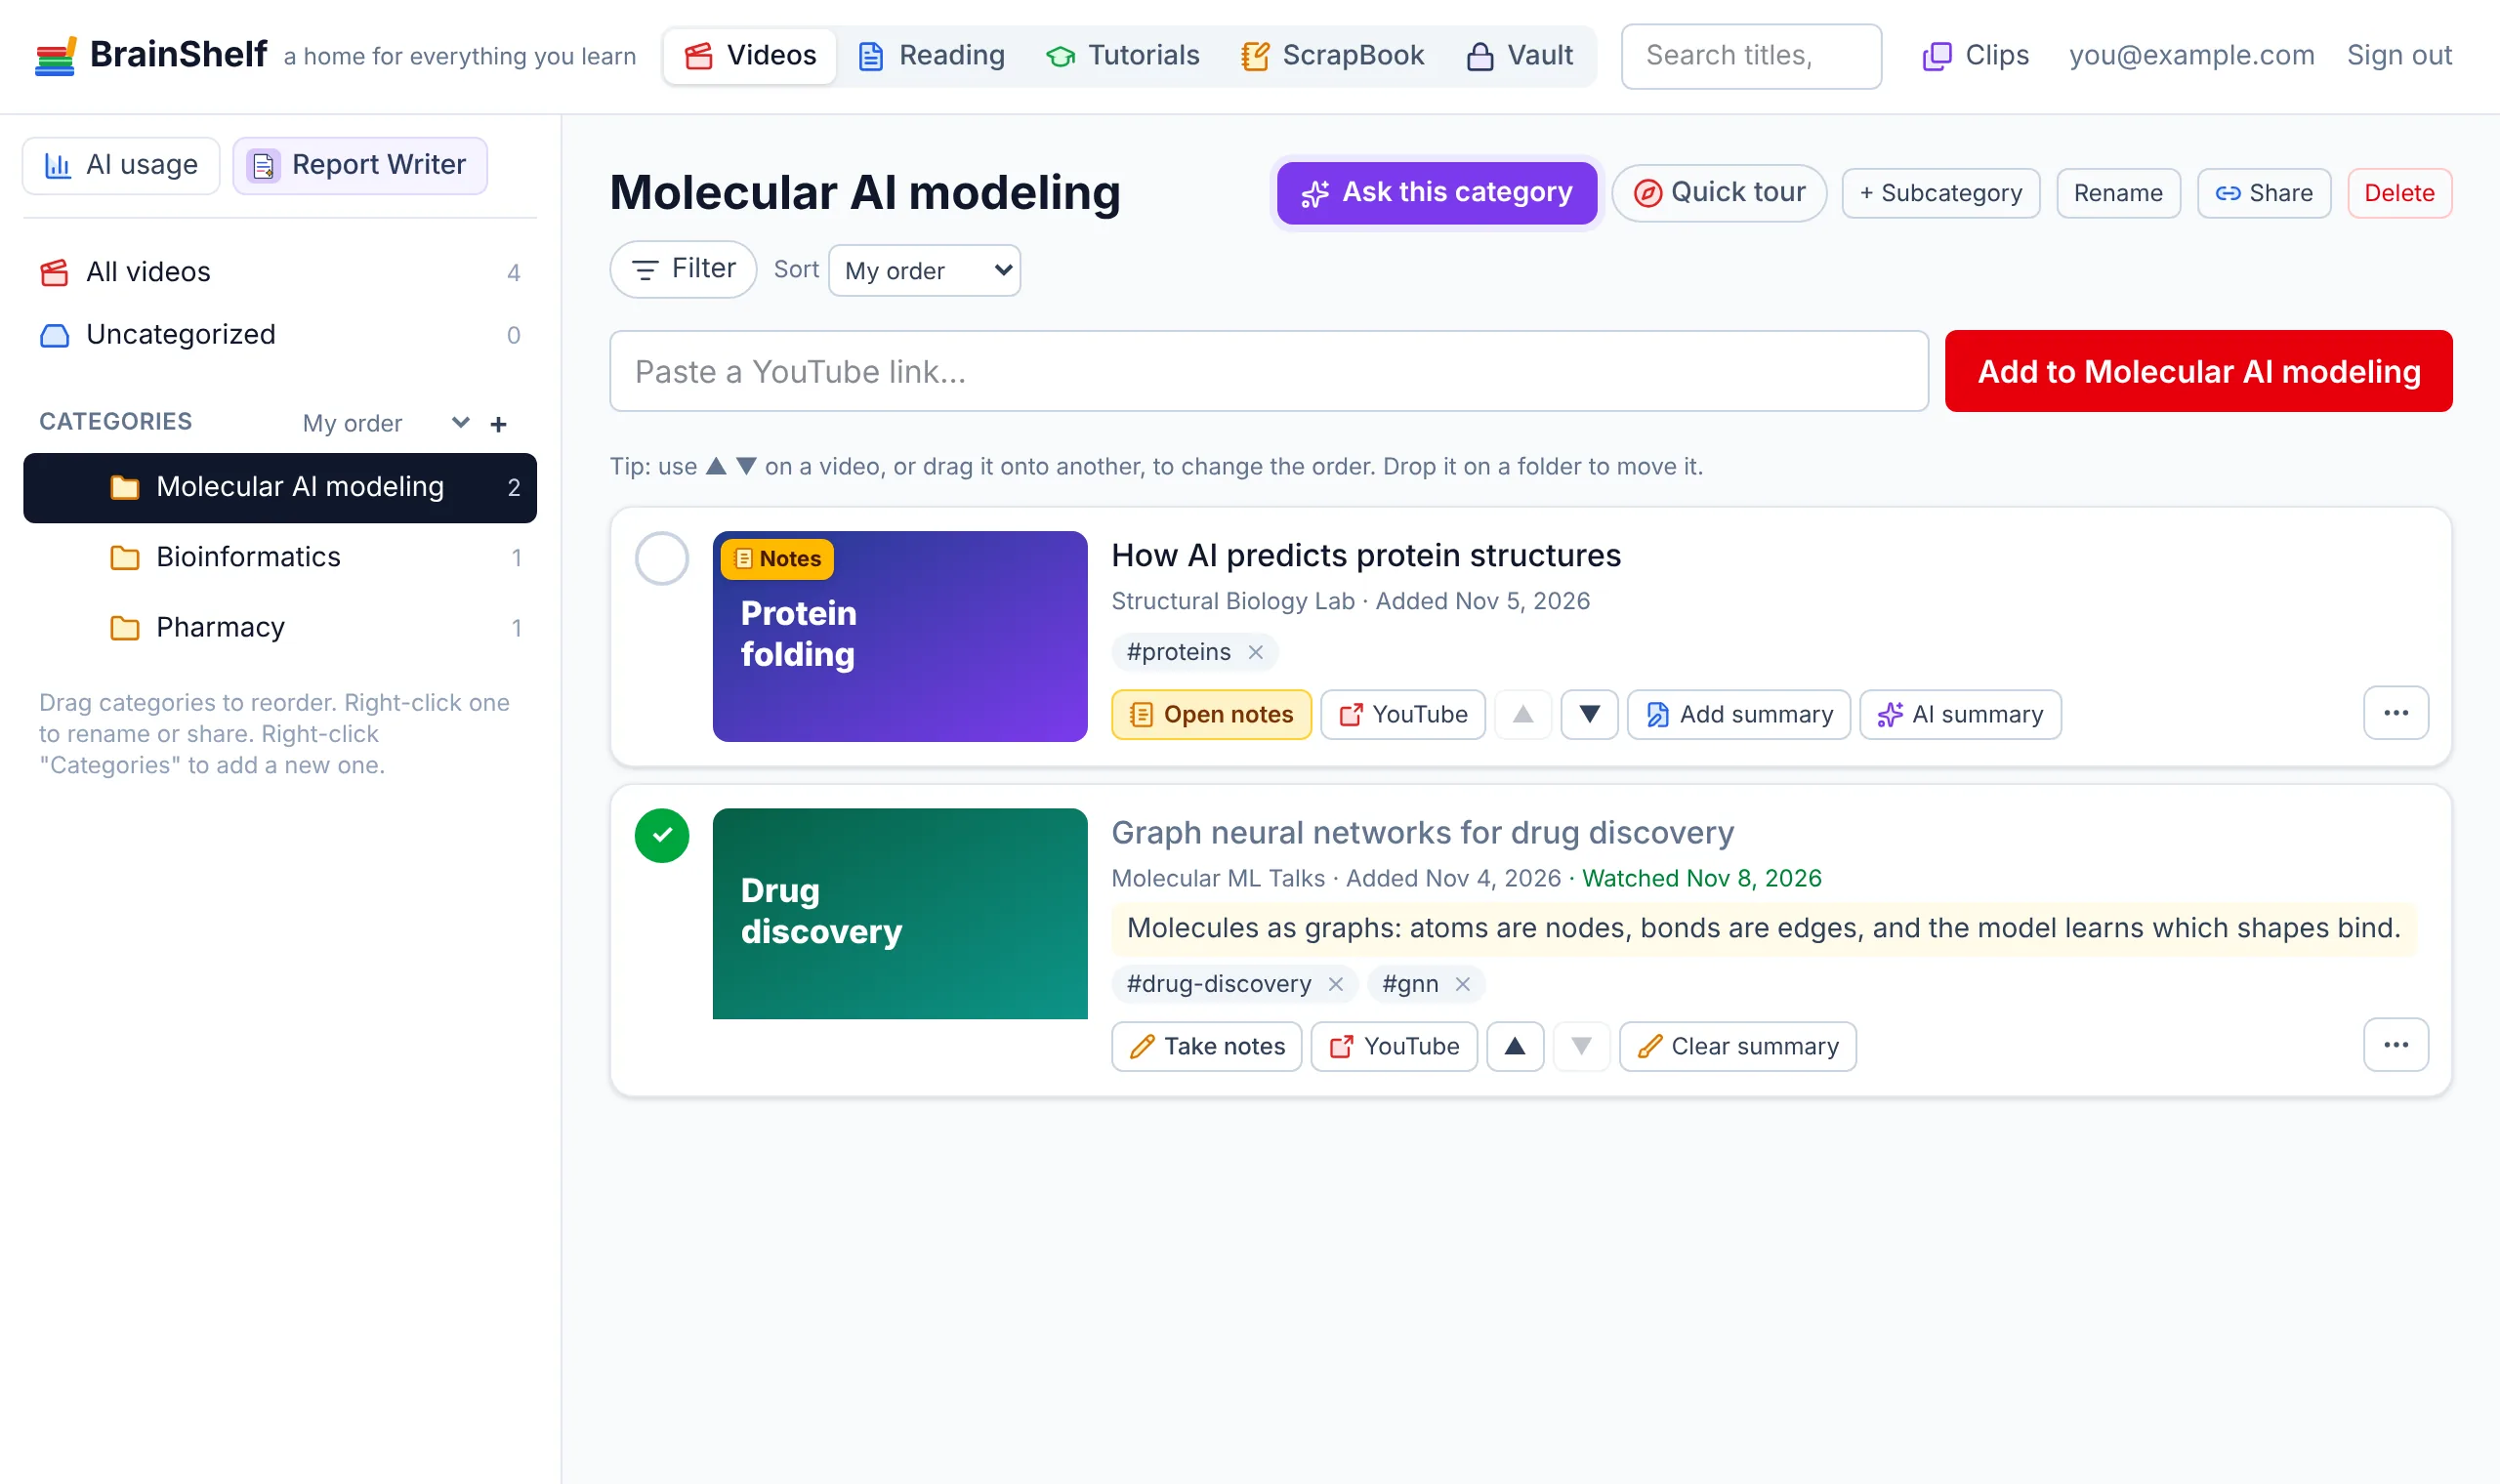 BrainShelf a home for everything you learn Videos Reading Tutorials ScrapBook Vault Search titles, Clips you@example.com Sign out
AI usage Report Writer
All videos 4
Uncategorized 0
CATEGORIES My order +
Molecular AI modeling 2
Bioinformatics 1
Pharmacy 1
Drag categories to reorder. Right-click one
to rename or share. Right-click
"Categories" to add a new one.
Molecular AI modeling Ask this category Quick tour + Subcategory Rename Share Delete
Filter Sort My order
Paste a YouTube link... Add to Molecular AI modeling
Tip: use ▲ ▼ on a video, or drag it onto another, to change the order. Drop it on a folder to move it.
Notes
Protein
folding
How AI predicts protein structures
Structural Biology Lab · Added Nov 5, 2026
#proteins ×
Open notes YouTube ▲ ▼ Add summary AI summary ...
Drug
discovery
Graph neural networks for drug discovery
Molecular ML Talks · Added Nov 4, 2026 · Watched Nov 8, 2026
Molecules as graphs: atoms are nodes, bonds are edges, and the model learns which shapes bind.
#drug-discovery × #gnn ×
Take notes YouTube ▲ ▼ Clear summary ...